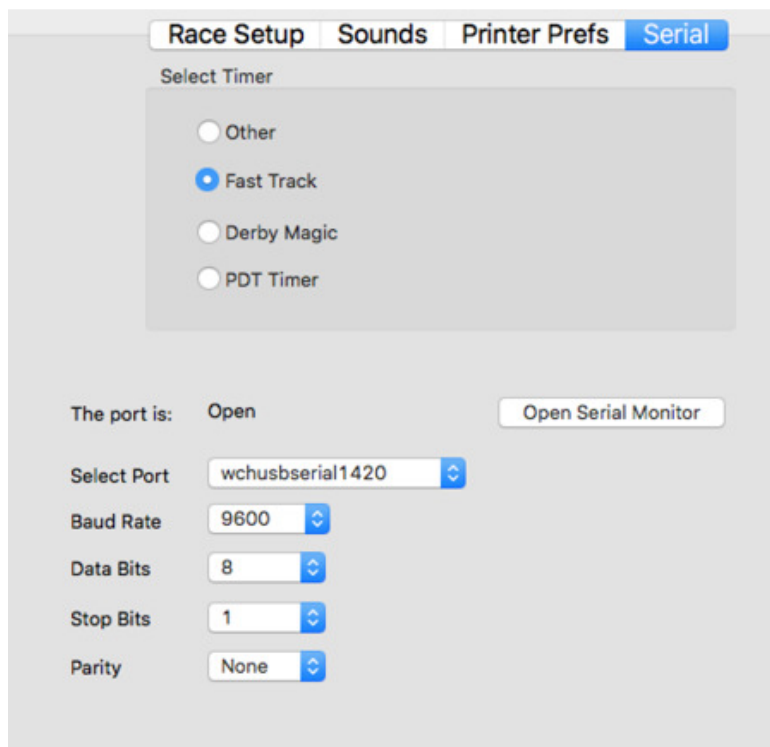 Race Setup Sounds Printer Prefs Serial
Select Timer
Other
Fast Track
Derby Magic
PDT Timer
The port is: Open Open Serial Monitor
Select Port wchusbserial1420
Baud Rate 9600
Data Bits 8
Stop Bits 1
Parity None